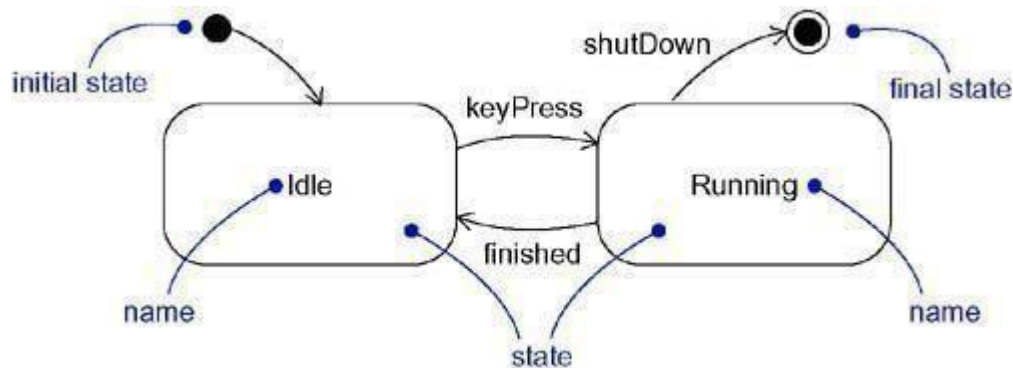 shutDown
initial state
final state
keyPress
Idle
Running
finished
name
name
state